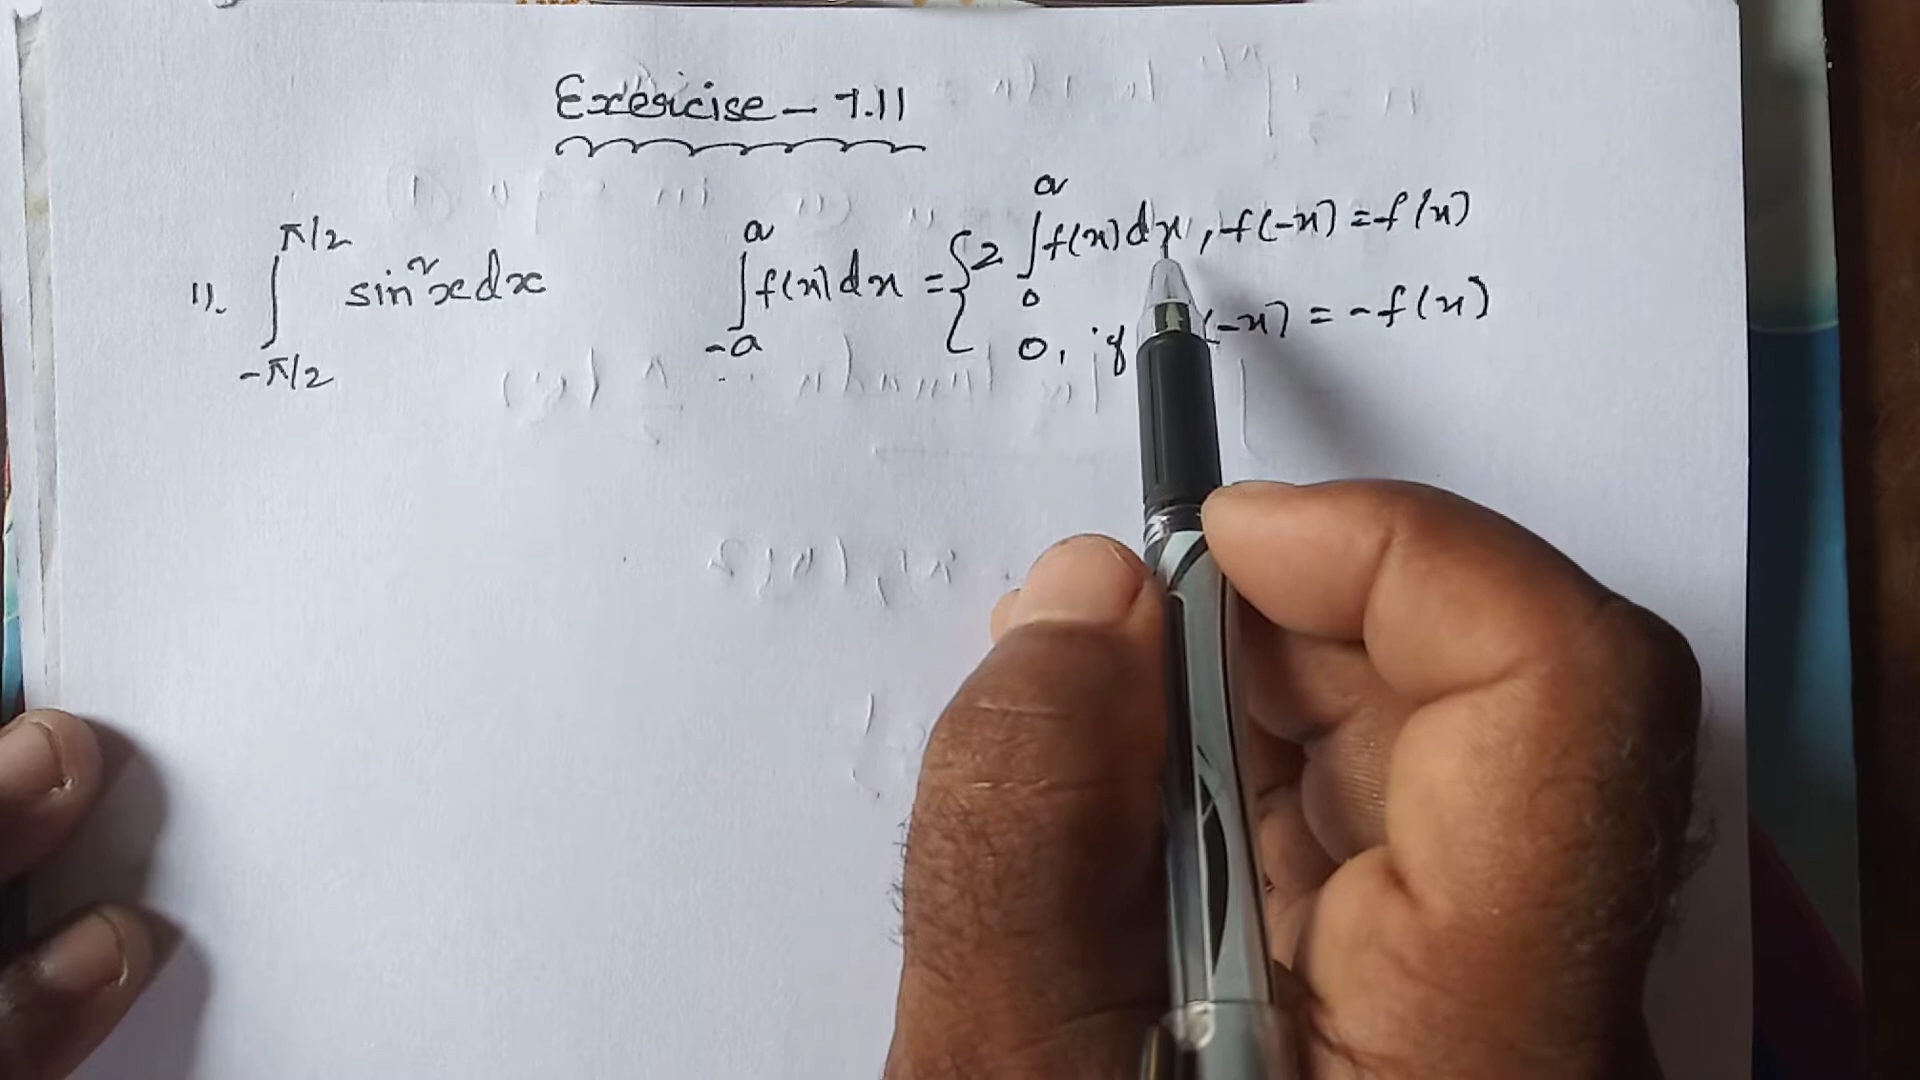 Exercise - 7.11
11). ∫_{-π/2}^{π/2} sin²x dx ∫_{-a}^{a} f(x) dx = { 2 ∫_{0}^{a} f(x) dx, f(-x) = f(x)
0, if (-x) = -f(x)